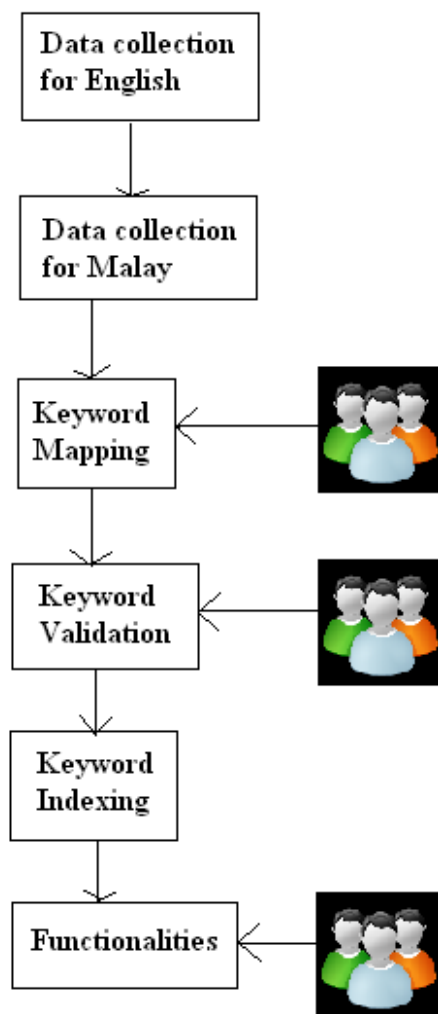 Data collection
for English
Data collection
for Malay
Keyword
Mapping
Keyword
Validation
Keyword
Indexing
Functionalities